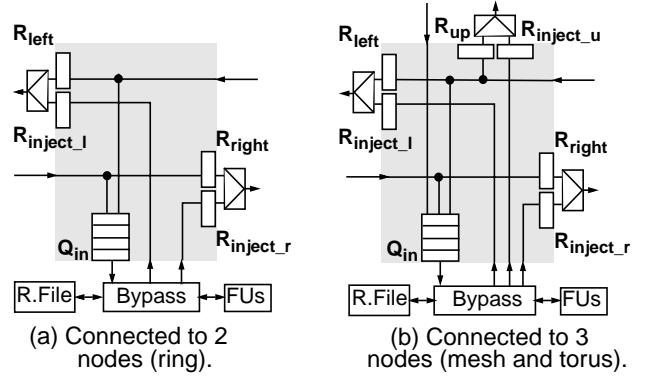 R_left
R_inject_l
R_right
Q_in
R_inject_r
R.File
Bypass
FUs
(a) Connected to 2
nodes (ring).
R_up
R_inject_u
R_left
R_inject_l
R_right
Q_in
R_inject_r
R.File
Bypass
FUs
(b) Connected to 3
nodes (mesh and torus).